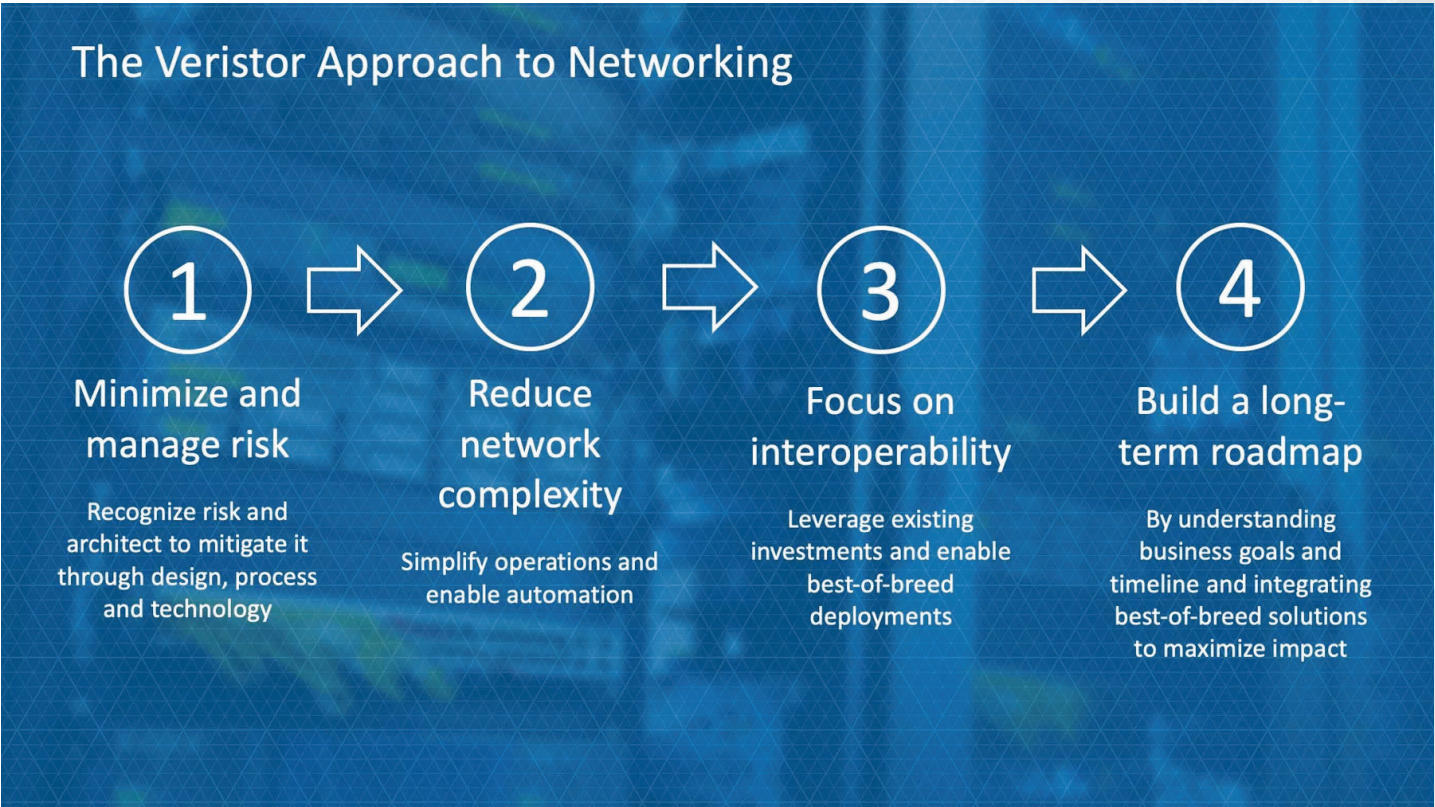 The Veristor Approach to Networking
1
Minimize and
manage risk
Recognize risk and
architect to mitigate it
through design, process
and technology
2
Reduce
network
complexity
Simplify operations and
enable automation
3
Focus on
interoperability
Leverage existing
investments and enable
best-of-breed
deployments
4
Build a long-
term roadmap
By understanding
business goals and
timeline and integrating
best-of-breed solutions
to maximize impact